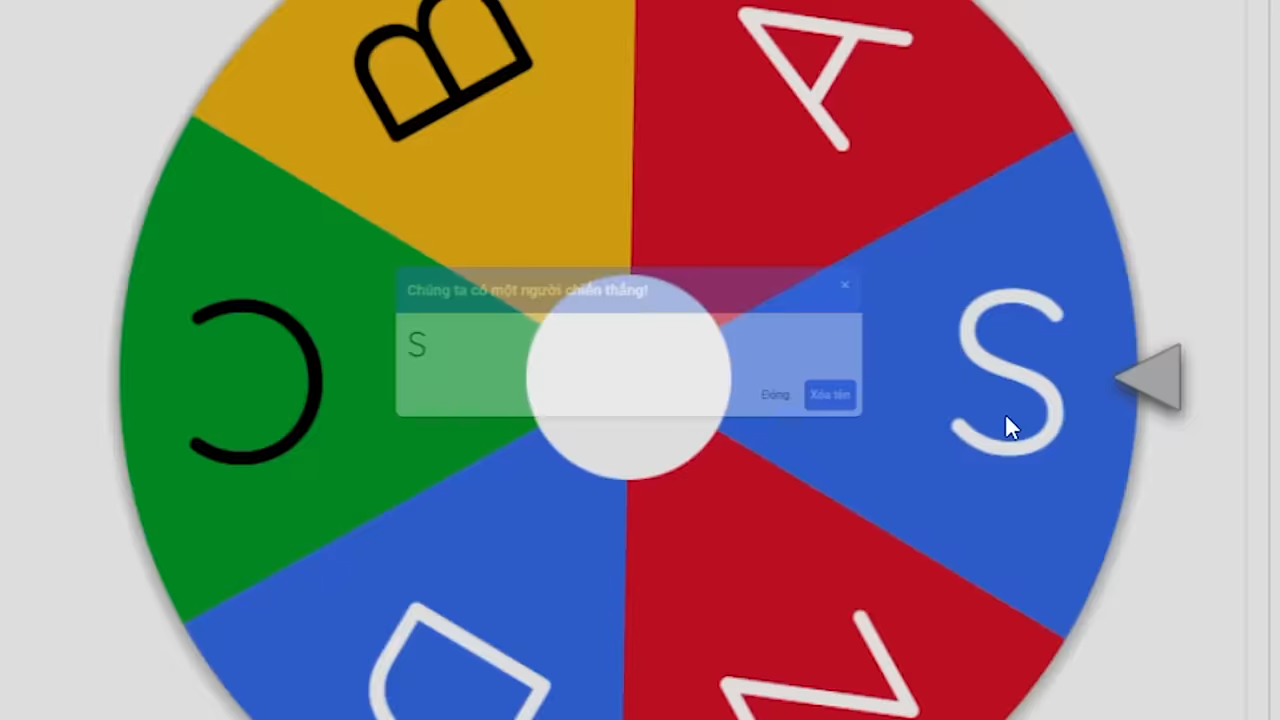 B
A
Chúng ta có một người chiến thắng!
×
S
Đóng
Xóa tên
C
S
D
N